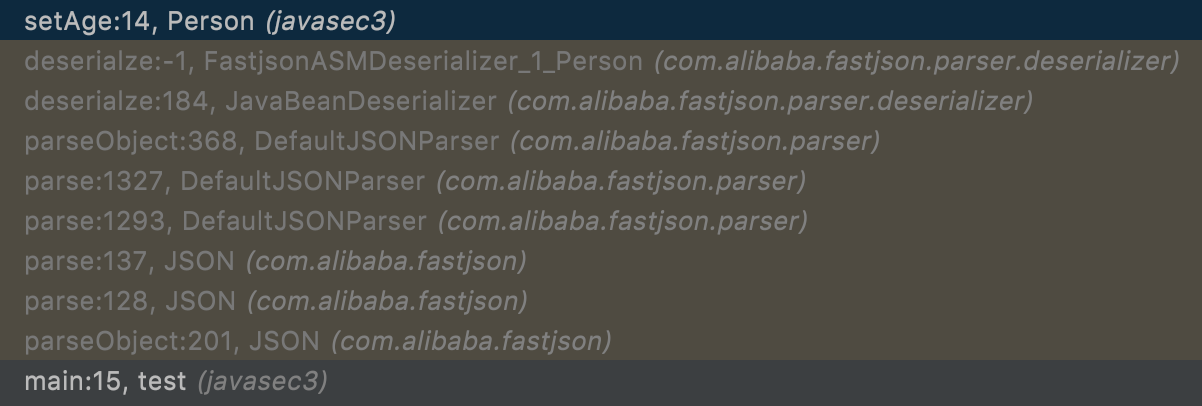 setAge:14, Person (javasec3)
deserialze:-1, FastjsonASMDeserializer_1_Person (com.alibaba.fastjson.parser.deserializer)
deserialze:184, JavaBeanDeserializer (com.alibaba.fastjson.parser.deserializer)
parseObject:368, DefaultJSONParser (com.alibaba.fastjson.parser)
parse:1327, DefaultJSONParser (com.alibaba.fastjson.parser)
parse:1293, DefaultJSONParser (com.alibaba.fastjson.parser)
parse:137, JSON (com.alibaba.fastjson)
parse:128, JSON (com.alibaba.fastjson)
parseObject:201, JSON (com.alibaba.fastjson)
main:15, test (javasec3)